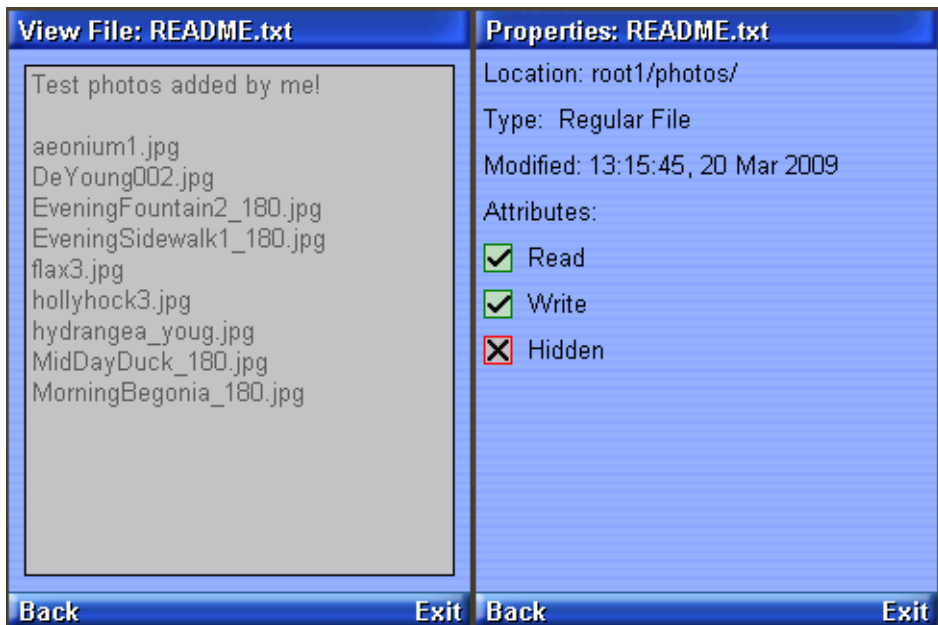 View File: README.txt
Test photos added by me!
aeonium1.jpg
DeYoung002.jpg
EveningFountain2_180.jpg
EveningSidewalk1_180.jpg
flax3.jpg
hollyhock3.jpg
hydrangea_youg.jpg
MidDayDuck_180.jpg
MorningBegonia_180.jpg
Back Exit
Properties: README.txt
Location: root1/photos/
Type: Regular File
Modified: 13:15:45, 20 Mar 2009
Attributes:
Read
Write
Hidden
Back Exit